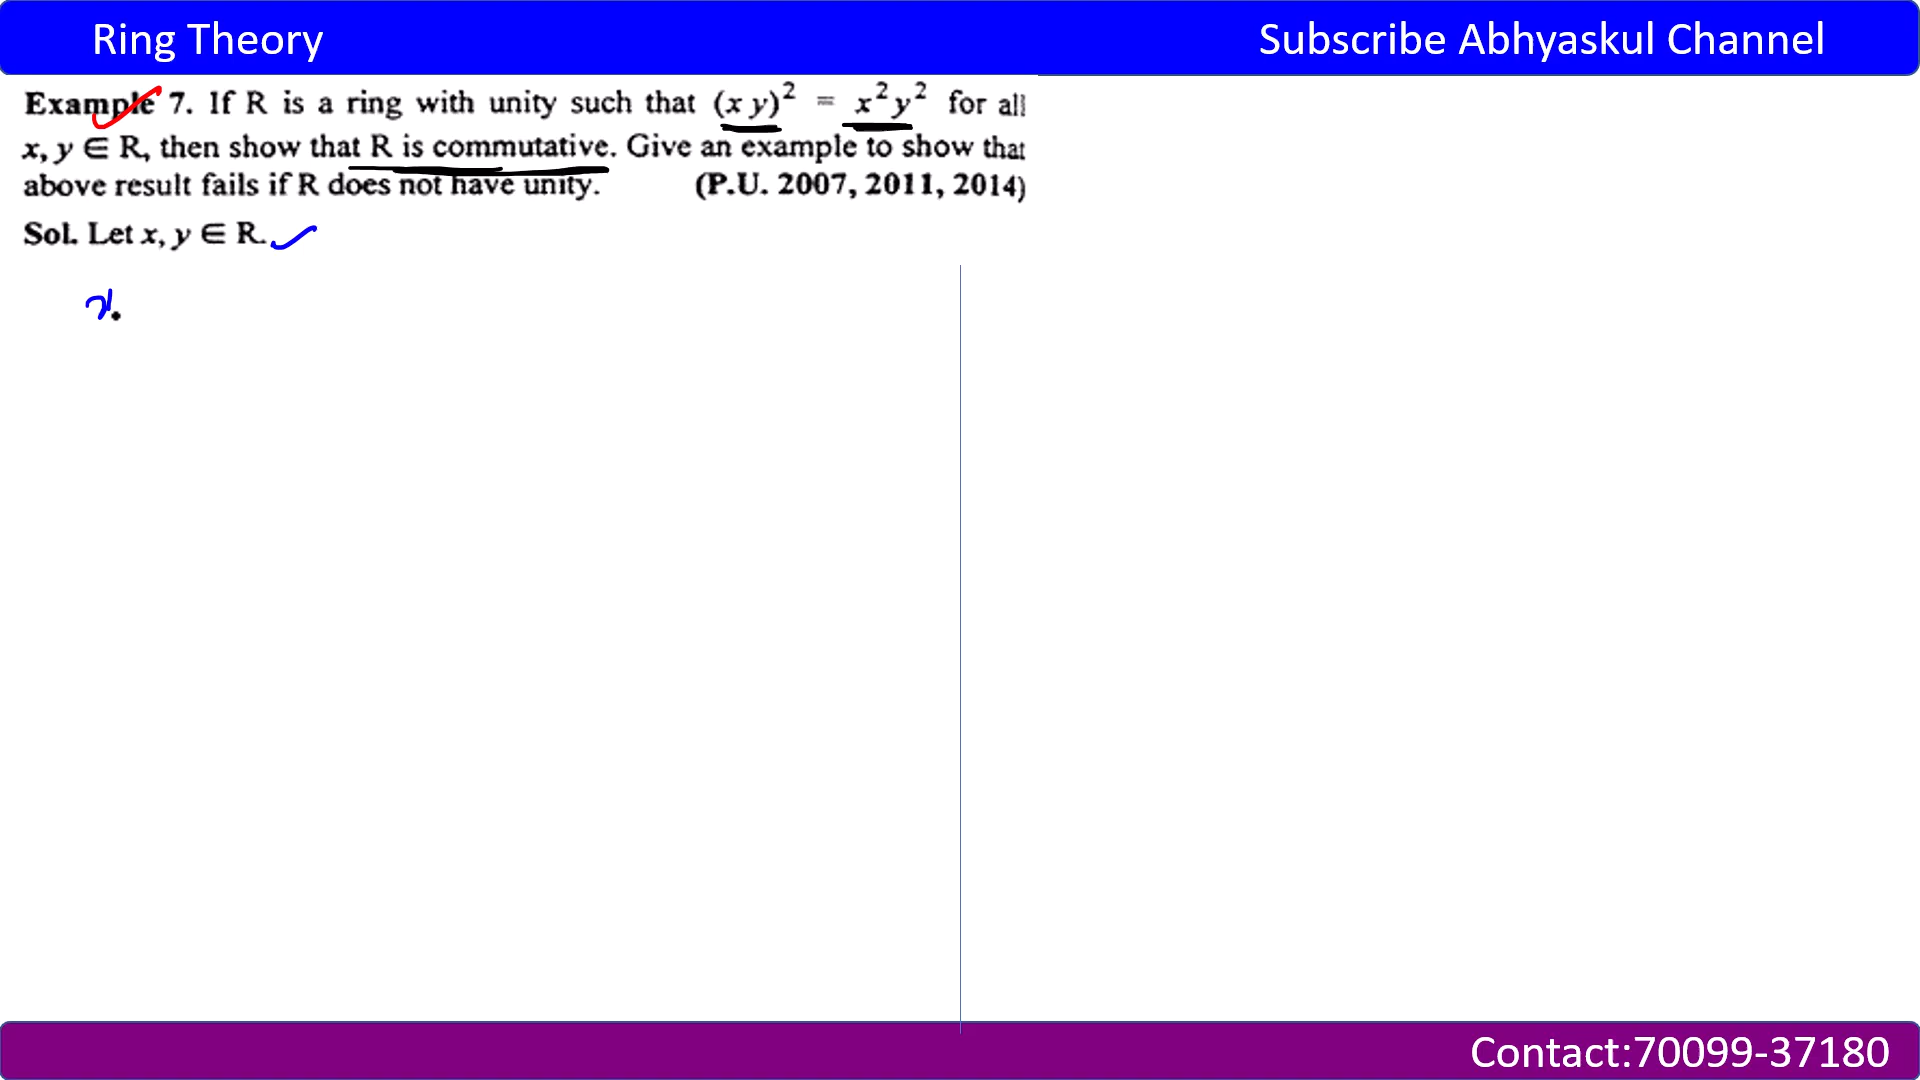 Ring Theory
Subscribe Abhyaskul Channel
Example 7. If R is a ring with unity such that (x y)² = x²y² for all
x, y ∈ R, then show that R is commutative. Give an example to show that
above result fails if R does not have unity. (P.U. 2007, 2011, 2014)
Sol. Let x, y ∈ R.
x
Contact:70099-37180